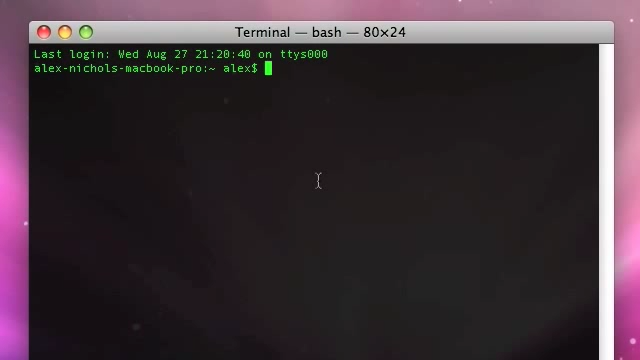 Terminal — bash — 80×24
Last login: Wed Aug 27 21:20:40 on ttys000
alex-nichols-macbook-pro:~ alex$